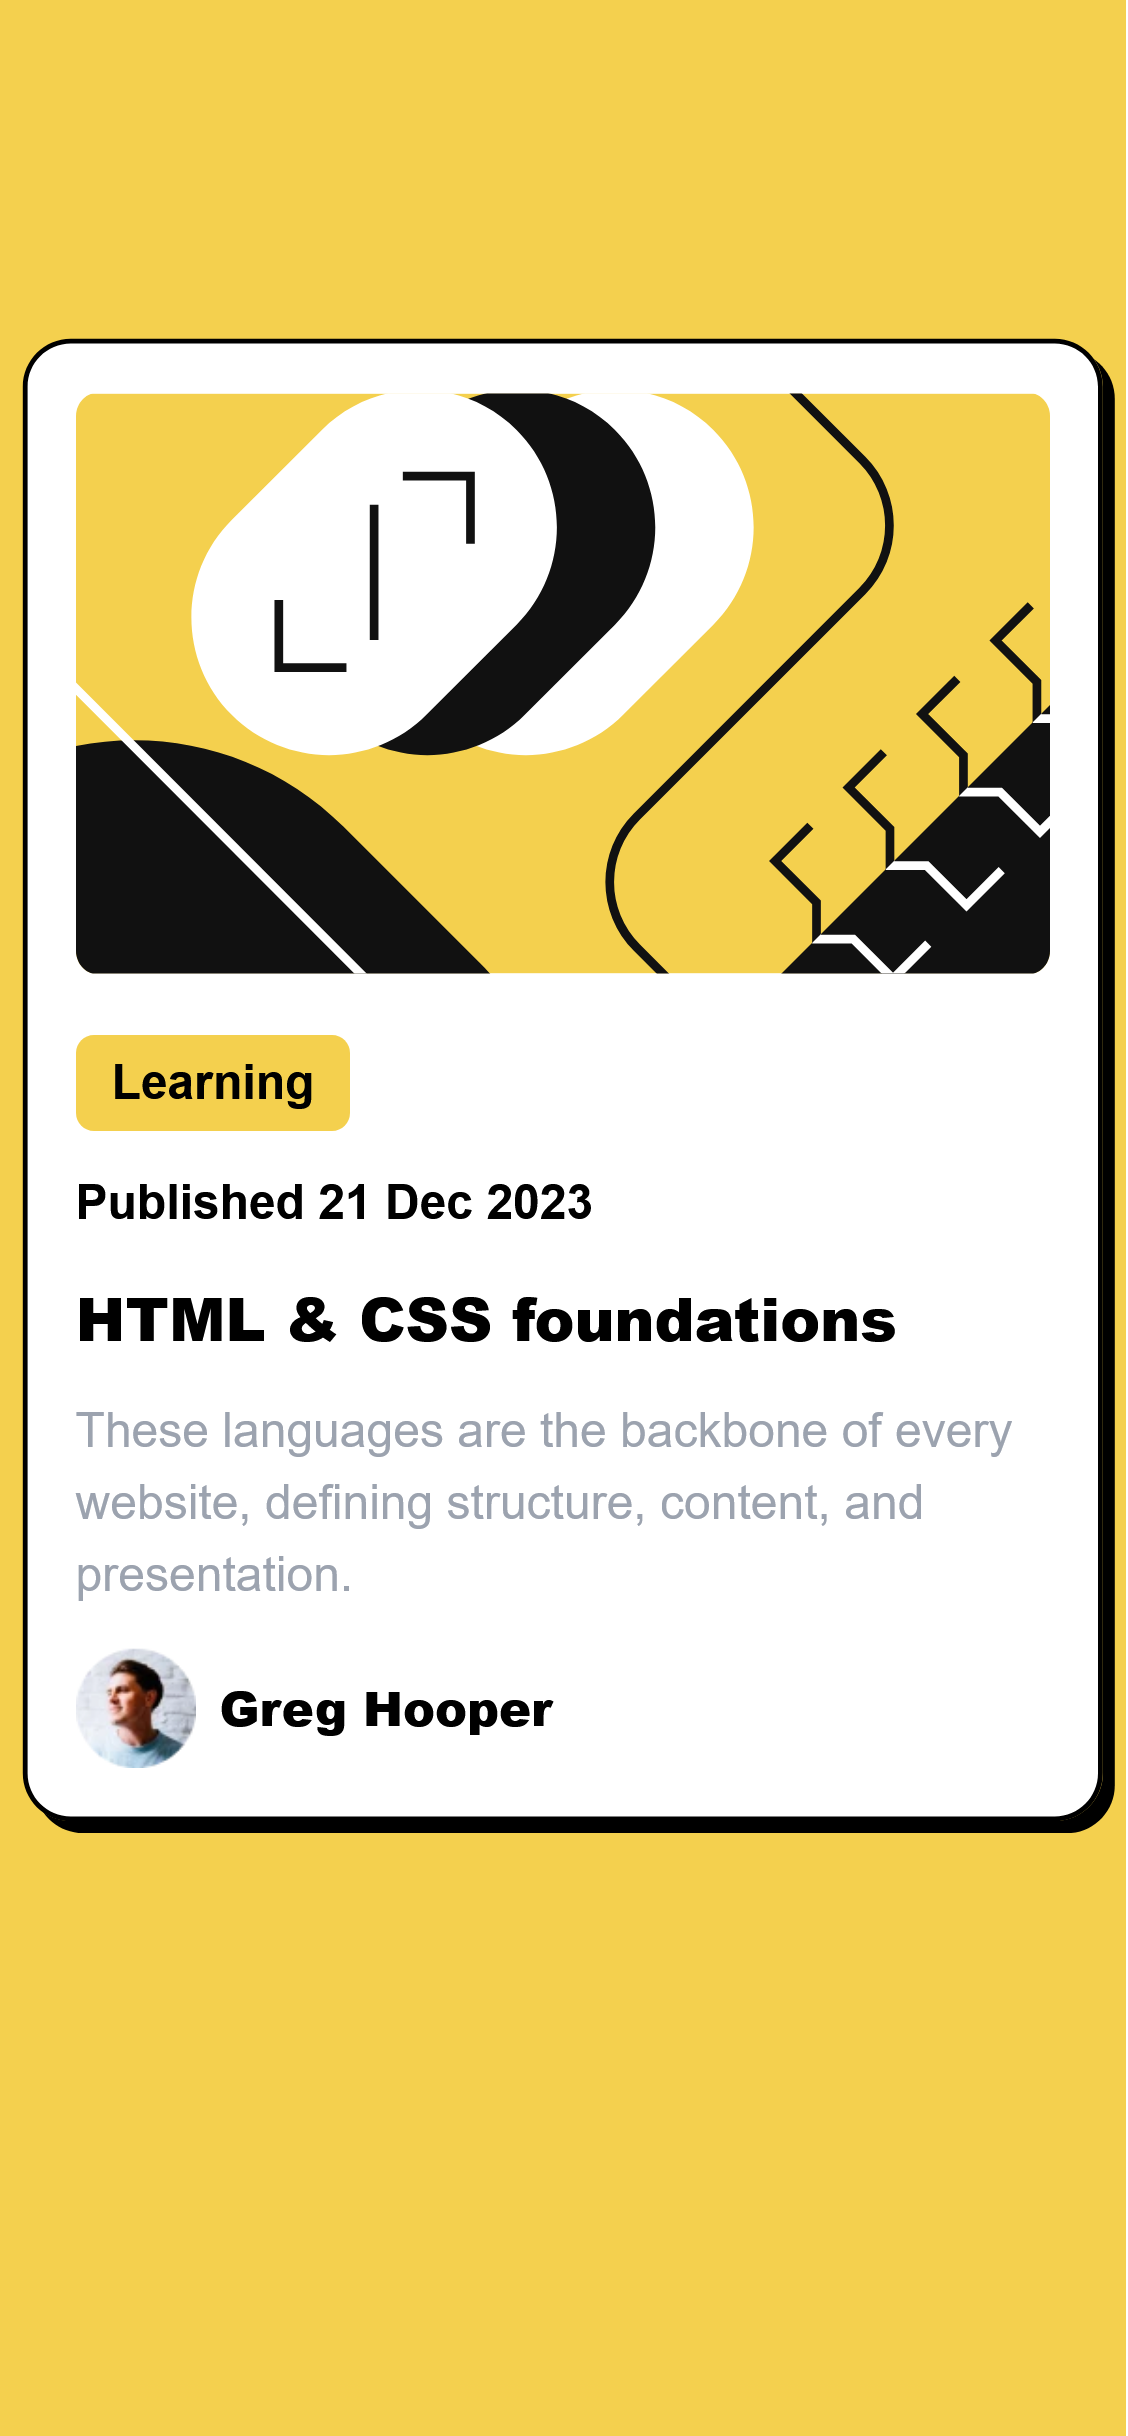 Learning
Published 21 Dec 2023
HTML & CSS foundations
These languages are the backbone of every
website, defining structure, content, and
presentation.
Greg Hooper